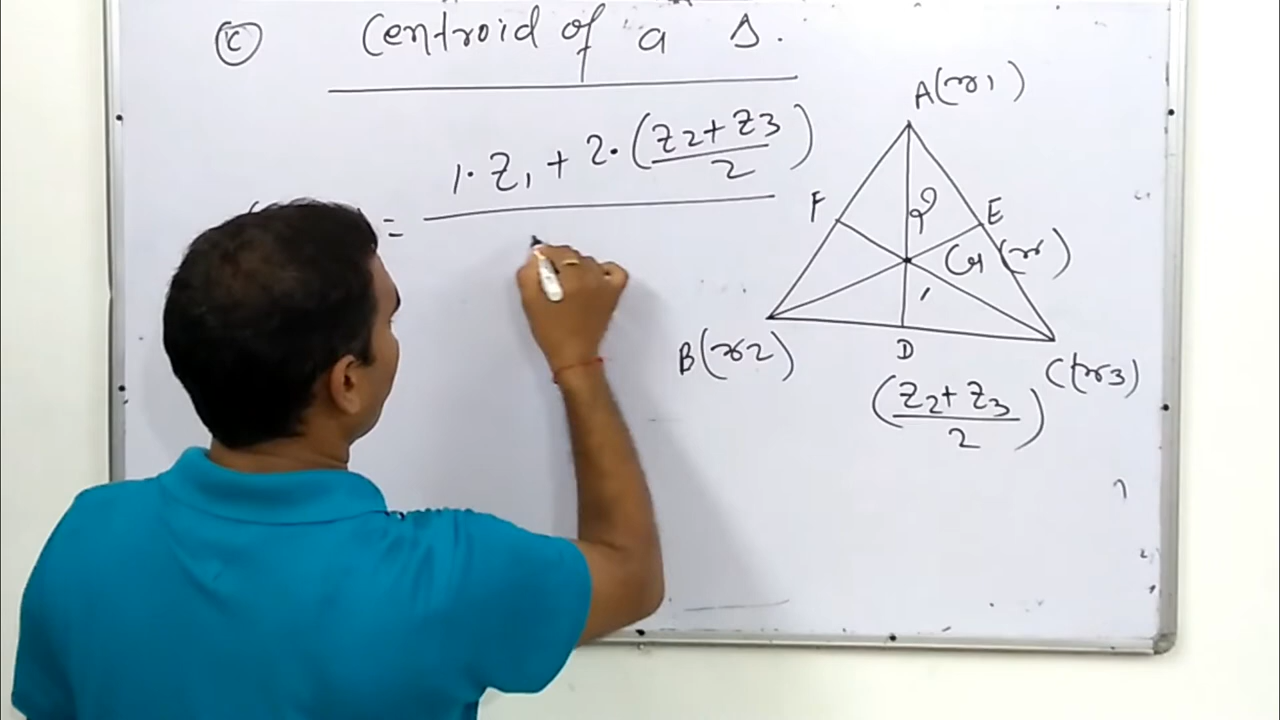 (c) Centroid of a Δ.
= 1·z₁ + 2·(z₂+z₃/2)
A(z1)
F
2
E
G(z)
1
B(z2)
D
C(z3)
(z₂+z₃/2)